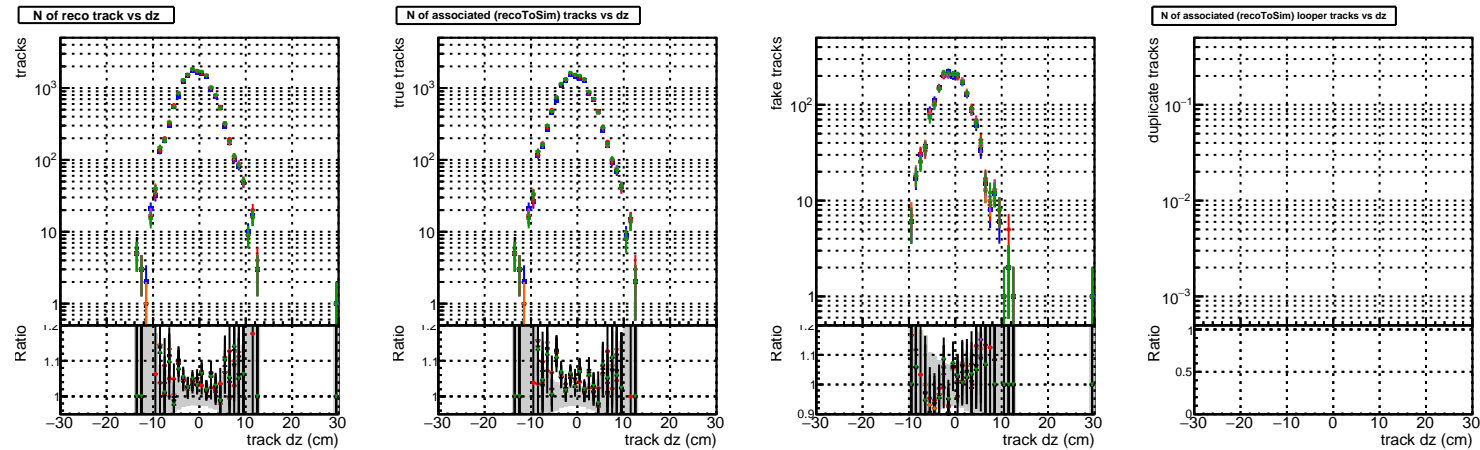 N of reco track vs dz
tracks
10³
10²
10
1
Ratio
1.2
1.1
1
−30 −20 −10 0 10 20 30
track dz (cm)
N of associated (recoToSim) tracks vs dz
true tracks
10³
10²
10
1
Ratio
1.2
1.1
1
−30 −20 −10 0 10 20 30
track dz (cm)
fake tracks
10²
10
1
Ratio
1.2
1.1
1
0.9
−30 −20 −10 0 10 20 30
track dz (cm)
N of associated (recoToSim) looper tracks vs dz
duplicate tracks
10⁻¹
10⁻²
10⁻³
Ratio
1
0.5
0
−30 −20 −10 0 10 20 30
track dz (cm)